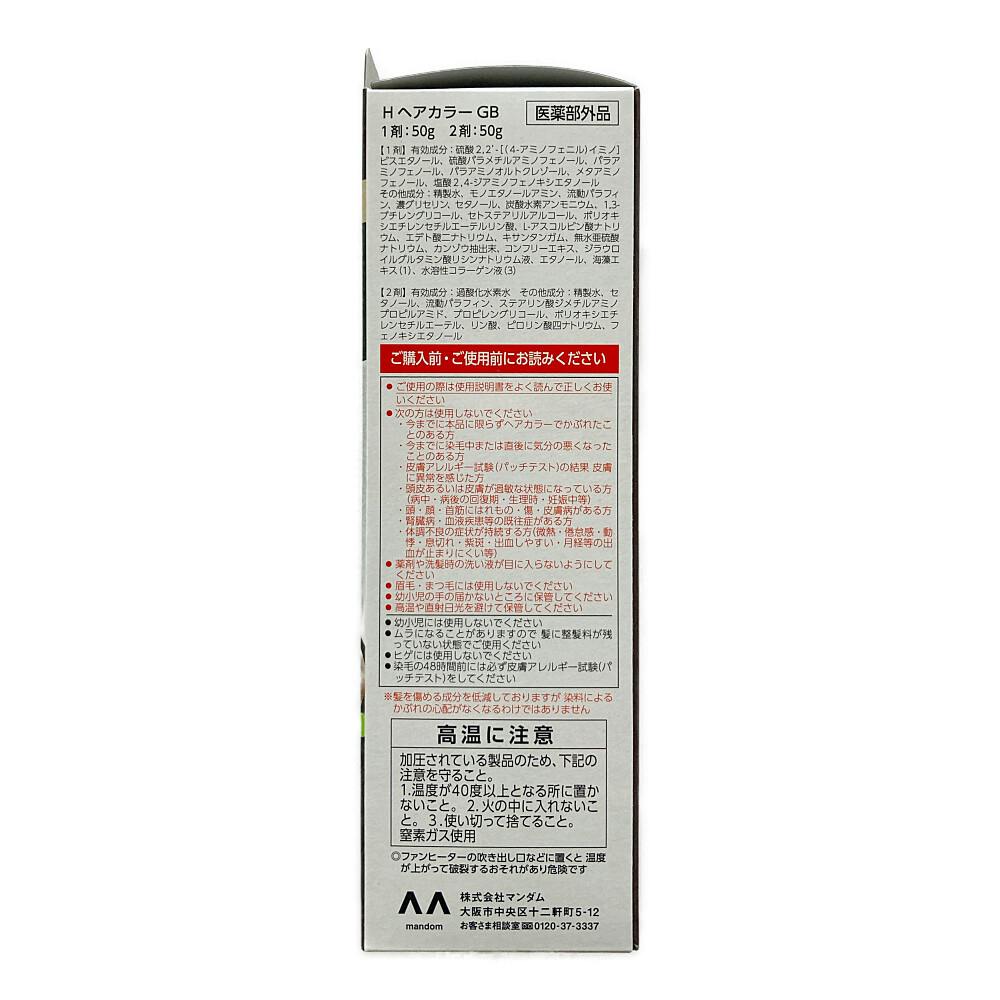 H ヘアカラー GB 医薬部外品
1剤：50g 2剤：50g
【1剤】有効成分：硫酸2,2'-[(4-アミノフェニル)イミノ]
ビスエタノール、硫酸パラメチルアミノフェノール、パラア
ミノフェノール、パラアミノオルトクレゾール、メタアミノ
フェノール、塩酸2,4-ジアミノフェノキシエタノール
その他成分：精製水、モノエタノールアミン、流動パラフィ
ン、濃グリセリン、セタノール、炭酸水素アンモニウム、1,3-
ブチレングリコール、セトステアリルアルコール、ポリオキ
シエチレンセチルエーテルリン酸、L-アスコルビン酸ナトリ
ウム、エデト酸二ナトリウム、キサンタンガム、無水亜硫酸
ナトリウム、カンゾウ抽出末、コンフリーエキス、ジラウロ
イルグルタミン酸リシンナトリウム液、エタノール、海藻エ
キス(1)、水溶性コラーゲン液(3)
【2剤】有効成分：過酸化水素水 その他成分：精製水、セ
タノール、流動パラフィン、ステアリン酸ジメチルアミノ
プロピルアミド、プロピレングリコール、ポリオキシエチ
レンセチルエーテル、リン酸、ピロリン酸四ナトリウム、フ
ェノキシエタノール
ご購入前・ご使用前にお読みください
●ご使用の際は使用説明書をよく読んで正しくお使
いください
●次の方は使用しないでください
・今までに本品に限らずヘアカラーでかぶれたこ
とのある方
・今までに染毛中または直後に気分の悪くなった
ことのある方
・皮膚アレルギー試験(パッチテスト)の結果 皮膚
に異常を感じた方
・頭皮あるいは皮膚が過敏な状態になっている方
(病中・病後の回復期・生理時・妊娠中等)
・頭・顔・首筋にはれもの・傷・皮膚病がある方
・腎臓病・血液疾患等の既往症がある方
・体調不良の症状が持続する方(微熱・倦怠感・動
悸・息切れ・紫斑・出血しやすい・月経等の出
血が止まりにくい等)
●薬剤や洗髪時の洗い液が目に入らないようにして
ください
●眉毛・まつ毛には使用しないでください
●幼小児の手の届かないところに保管してください
●高温や直射日光を避けて保管してください
●幼小児には使用しないでください
●ムラになることがありますので 髪に整髪料が残
っていない状態でご使用ください
●ヒゲには使用しないでください
●染毛の48時間前には必ず皮膚アレルギー試験(パ
ッチテスト)をしてください
※髪を傷める成分を低減しておりますが 染料による
かぶれの心配がなくなるわけではありません
高温に注意
加圧されている製品のため、下記の
注意を守ること。
1.温度が40度以上となる所に置か
ないこと。2.火の中に入れないこ
と。3.使い切って捨てること。
窒素ガス使用
◎ファンヒーターの吹き出し口などに置くと 温度
が上がって破裂するおそれがあり危険です
株式会社マンダム
大阪市中央区十二軒町5-12
mandom お客さま相談室 0120-37-3337